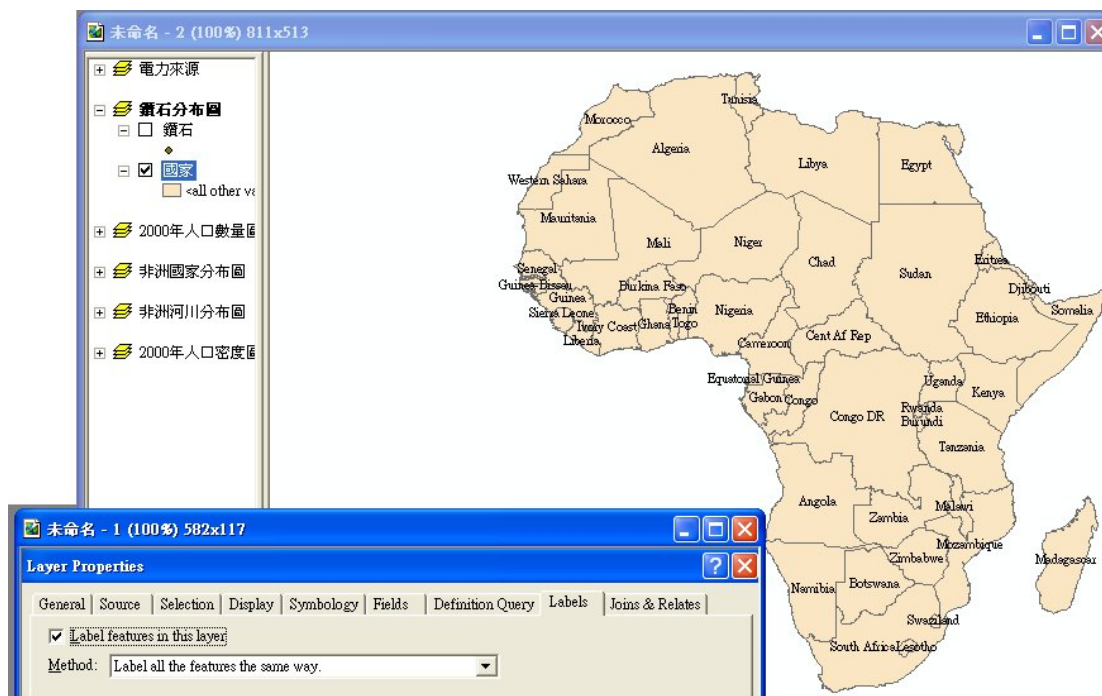 未命名 - 2 (100%) 811x513
電力來源
鑽石分布圖
鑽石
國家
<all other va
2000年人口數量圖
非洲國家分布圖
非洲河川分布圖
2000年人口密度圖
Tunisia
Morocco
Algeria
Libya
Egypt
Western Sahara
Mauritania
Mali
Niger
Chad
Sudan
Eritrea
Senegal
Guinea-Bissau
Guinea
Burkina Faso
Djibouti
Somalia
Sierra Leone
Ivory Coast
Ghana
Benin
Togo
Nigeria
Ethiopia
Liberia
Cameroon
Cent Af Rep
Equatorial Guinea
Uganda
Kenya
Gabon
Congo
Congo DR
Rwanda
Burundi
Tanzania
Angola
Malawi
Zambia
Mozambique
Zimbabwe
Madagascar
Namibia
Botswana
Swaziland
South Africa
Lesotho
未命名 - 1 (100%) 582x117
Layer Properties
General
Source
Selection
Display
Symbology
Fields
Definition Query
Labels
Joins & Relates
Label features in this layer
Method:
Label all the features the same way.